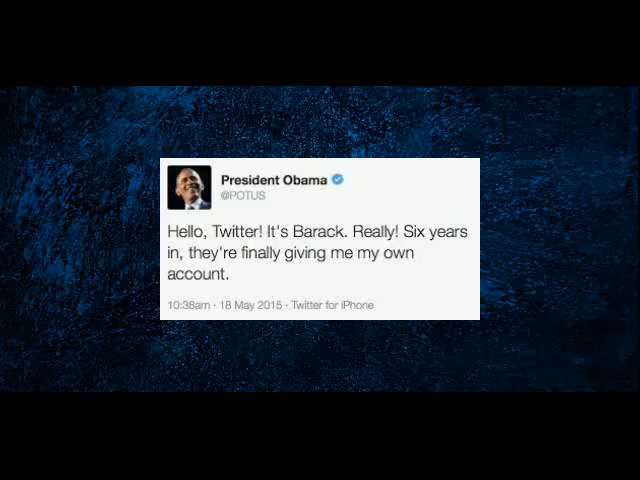 President Obama
@POTUS
Hello, Twitter! It's Barack. Really! Six years
in, they're finally giving me my own
account.
10:38am · 18 May 2015 · Twitter for iPhone